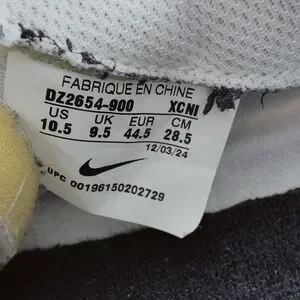 FABRIQUE EN CHINE
DZ2654-900 XCNI
US UK EUR CM
10.5 9.5 44.5 28.5
12/03/24
UPC 00196150202729